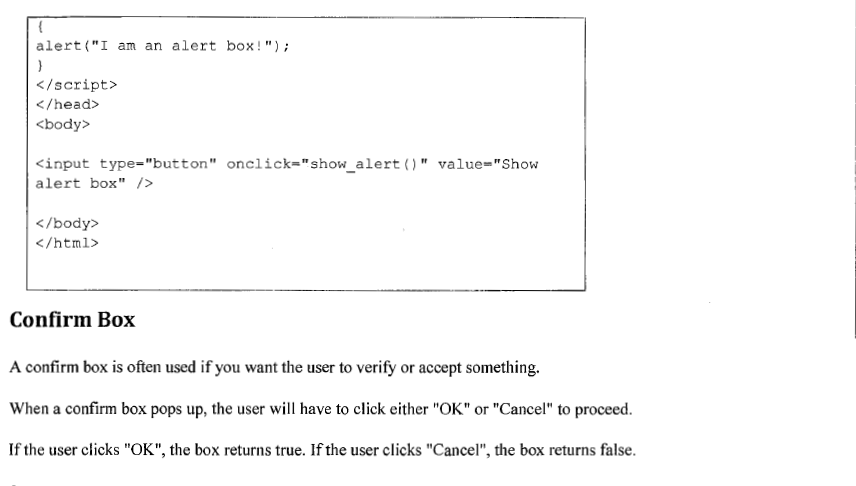 {
alert("I am an alert box!");
}
</script>
</head>
<body>
<input type="button" onclick="show_alert()" value="Show
alert box" />
</body>
</html>
Confirm Box
A confirm box is often used if you want the user to verify or accept something.
When a confirm box pops up, the user will have to click either "OK" or "Cancel" to proceed.
If the user clicks "OK", the box returns true. If the user clicks "Cancel", the box returns false.